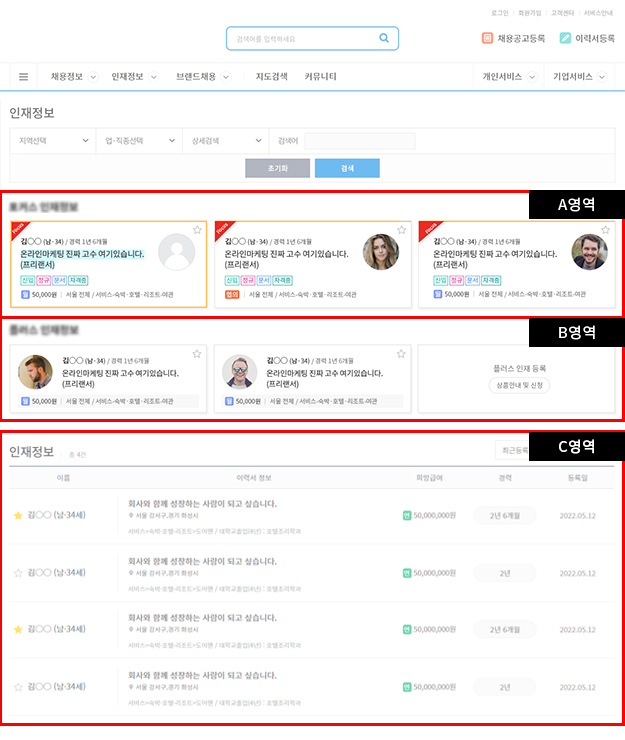 로그인 회원가입 고객센터 서비스안내
검색어를 입력하세요
채용공고등록 이력서등록
채용정보 인재정보 브랜드채용 지도검색 커뮤니티 개인서비스 기업서비스
인재정보
지역선택 업·직종선택 상세검색 검색어
초기화 검색
A영역
포커스 인재정보
Focus
김○○ (남·34) / 경력 1년 6개월
온라인마케팅 진짜 고수 여기있습니다.
(프리랜서)
신입 정규 문서 자격증
월 50,000원 서울 전체 / 서비스·숙박·호텔·리조트·여관
Focus
김○○ (남·34) / 경력 1년 6개월
온라인마케팅 진짜 고수 여기있습니다.
(프리랜서)
신입 정규 문서 자격증
협의 서울 전체 / 서비스·숙박·호텔·리조트·여관
Focus
김○○ (남·34) / 경력 1년 6개월
온라인마케팅 진짜 고수 여기있습니다.
(프리랜서)
신입 정규 문서 자격증
월 50,000원 서울 전체 / 서비스·숙박·호텔·리조트·여관
B영역
플러스 인재정보
김○○ (남·34) / 경력 1년 6개월
온라인마케팅 진짜 고수 여기있습니다.
(프리랜서)
월 50,000원 서울 전체 / 서비스·숙박·호텔·리조트·여관
김○○ (남·34) / 경력 1년 6개월
온라인마케팅 진짜 고수 여기있습니다.
(프리랜서)
월 50,000원 서울 전체 / 서비스·숙박·호텔·리조트·여관
플러스 인재 등록
상품안내 및 신청
C영역
인재정보 총 4건 최근등록
이름 이력서 정보 희망급여 경력 등록일
회사와 함께 성장하는 사람이 되고 싶습니다.
김○○ (남·34세) 서울 강서구,경기 화성시 연 50,000,000원 2년 6개월 2022.05.12
서비스>숙박·호텔·리조트>도어맨 / 대학교졸업(4년) : 호텔조리학과
회사와 함께 성장하는 사람이 되고 싶습니다.
김○○ (남·34세) 서울 강서구,경기 화성시 연 50,000,000원 2년 2022.05.12
서비스>숙박·호텔·리조트>도어맨 / 대학교졸업(4년) : 호텔조리학과
회사와 함께 성장하는 사람이 되고 싶습니다.
김○○ (남·34세) 서울 강서구,경기 화성시 연 50,000,000원 2년 6개월 2022.05.12
서비스>숙박·호텔·리조트>도어맨 / 대학교졸업(4년) : 호텔조리학과
회사와 함께 성장하는 사람이 되고 싶습니다.
김○○ (남·34세) 서울 강서구,경기 화성시 연 50,000,000원 2년 2022.05.12
서비스>숙박·호텔·리조트>도어맨 / 대학교졸업(4년) : 호텔조리학과